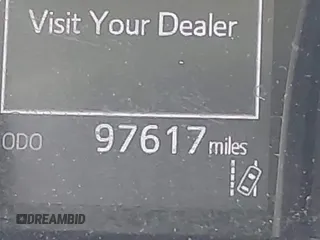 Visit Your Dealer
ODO 97617 miles
DREAMBID